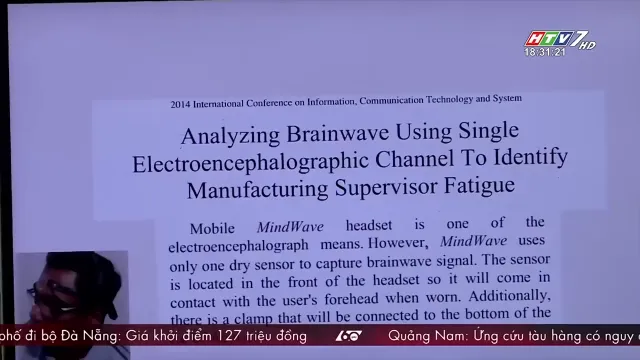 HTV7 HD
18:31:21
2014 International Conference on Information, Communication Technology and System
Analyzing Brainwave Using Single
Electroencephalographic Channel To Identify
Manufacturing Supervisor Fatigue
Mobile MindWave headset is one of the
electroencephalograph means. However, MindWave uses
only one dry sensor to capture brainwave signal. The sensor
is located in the front of the headset so it will come in
contact with the user's forehead when worn. Additionally,
there is a clamp that will be connected to the bottom of the
phố đi bộ Đà Nẵng: Giá khởi điểm 127 triệu đồng
60
Quảng Nam: Ứng cứu tàu hàng có nguy